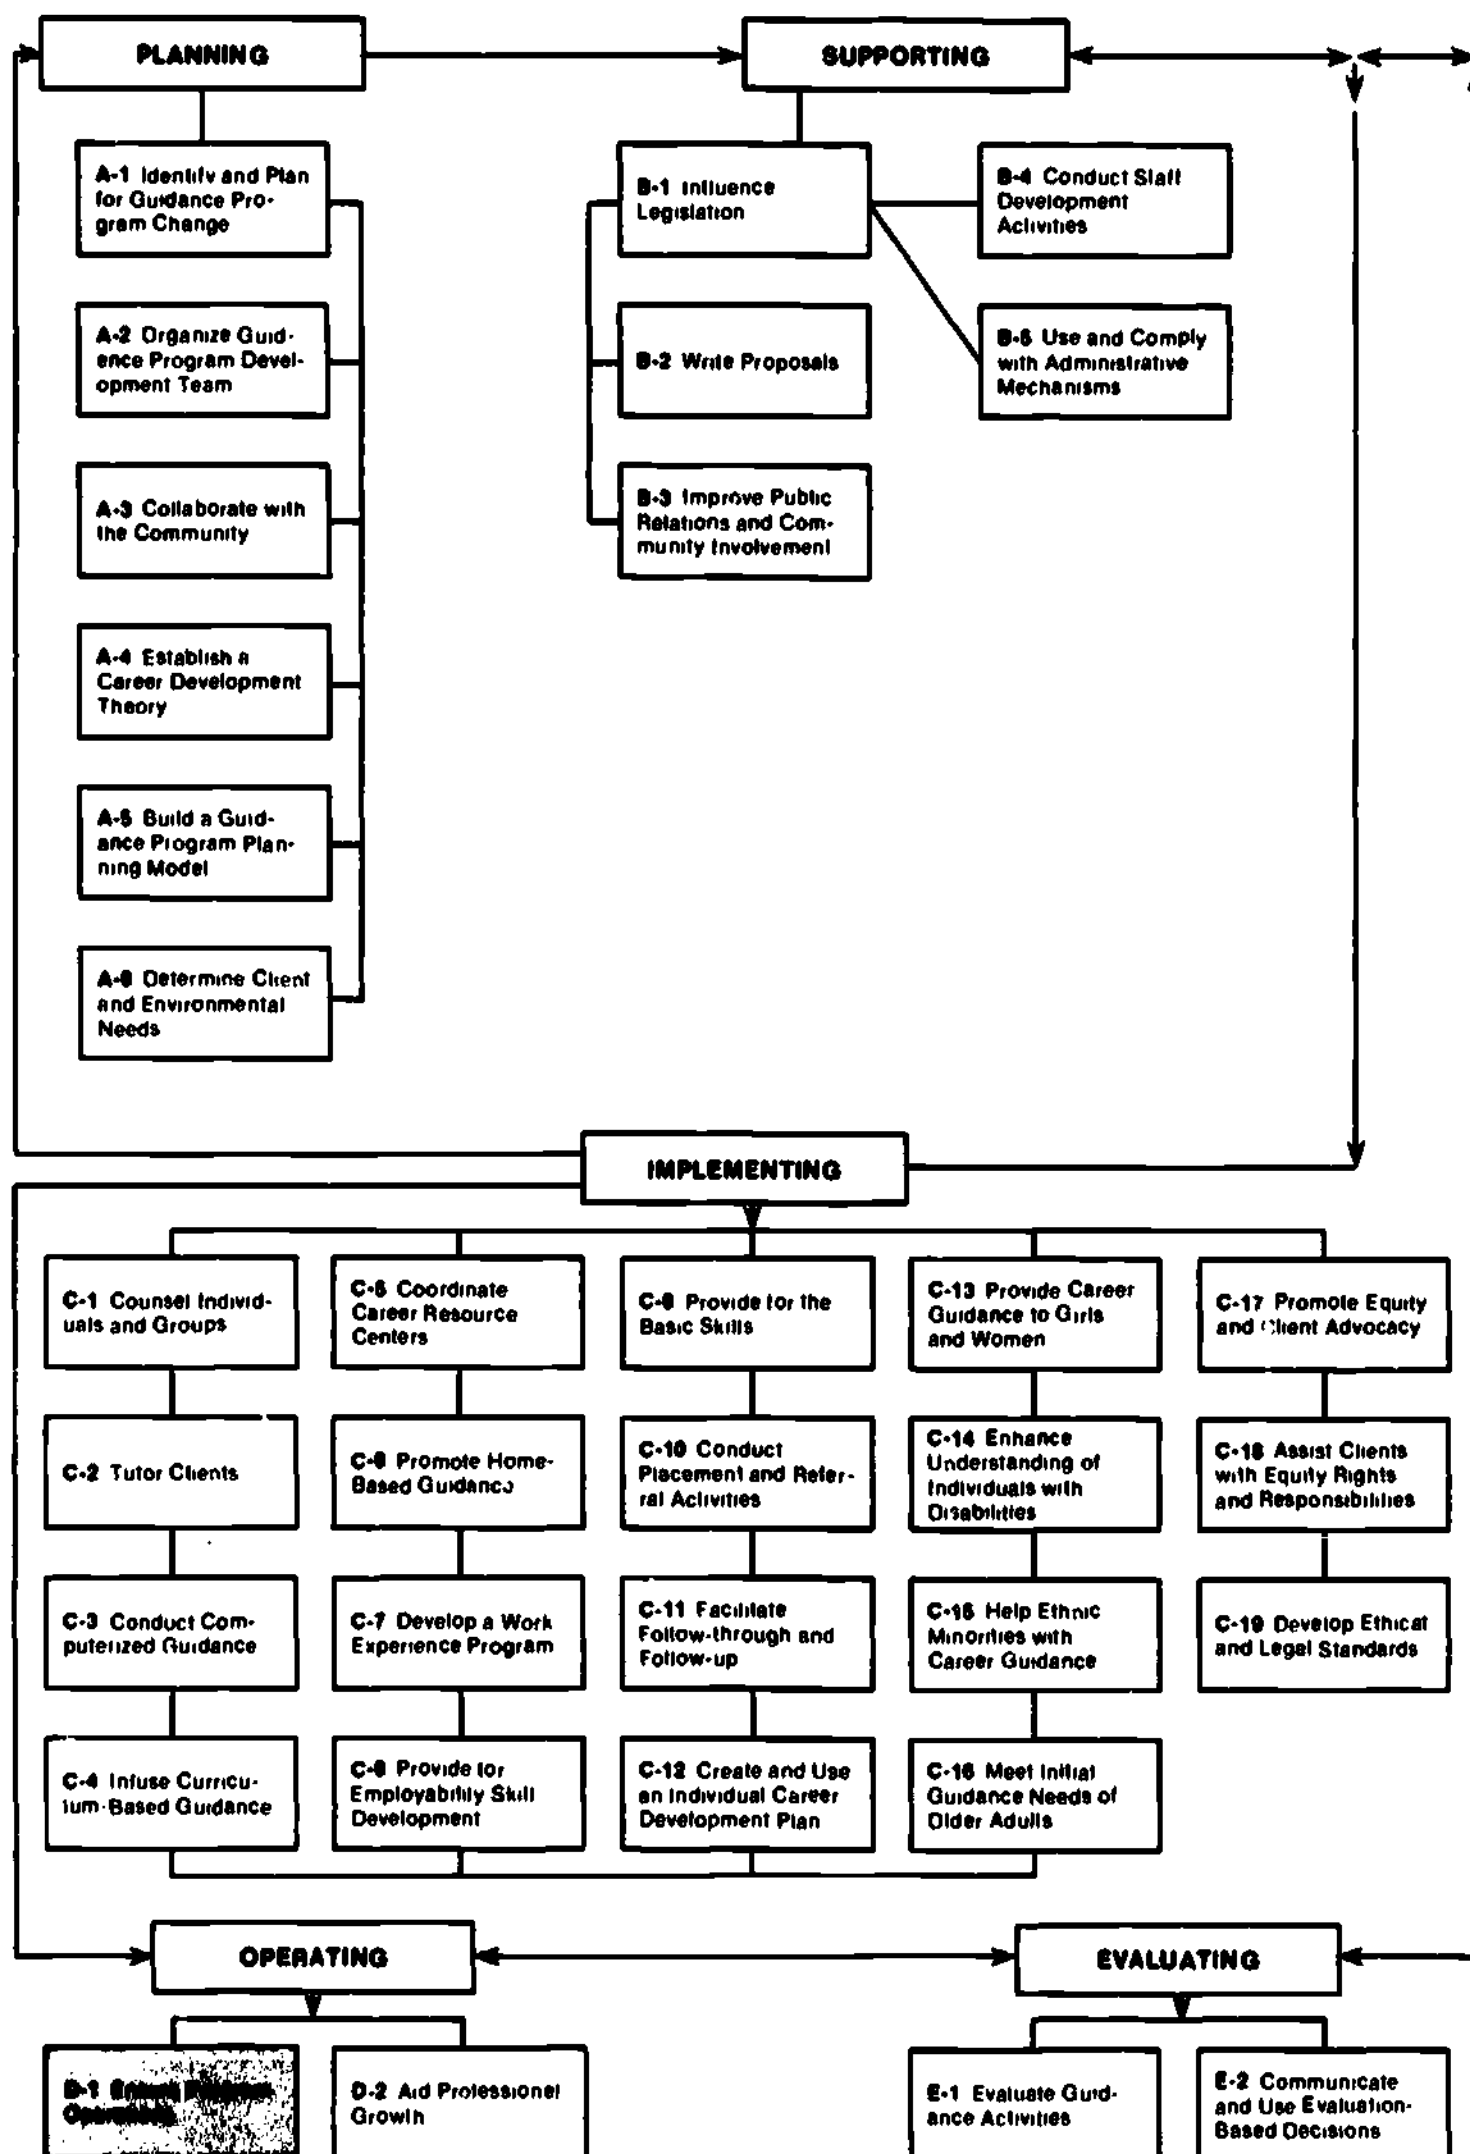 PLANNING
SUPPORTING
A-1 Identify and Plan
for Guidance Pro-
gram Change
B-1 Influence
Legislation
B-4 Conduct Staff
Development
Activities
A-2 Organize Guid-
ence Program Devel-
opment Team
B-2 Write Proposals
B-5 Use and Comply
with Administrative
Mechanisms
A-3 Collaborate with
the Community
B-3 Improve Public
Relations and Com-
munity Involvement
A-4 Establish a
Career Development
Theory
A-5 Build a Guid-
ance Program Plan-
ning Model
A-6 Determine Client
and Environmental
Needs
IMPLEMENTING
C-1 Counsel Individ-
uals and Groups
C-5 Coordinate
Career Resource
Centers
C-9 Provide for the
Basic Skills
C-13 Provide Career
Guidance to Girls
and Women
C-17 Promote Equity
and Client Advocacy
C-2 Tutor Clients
C-6 Promote Home-
Based Guidance
C-10 Conduct
Placement and Refer-
ral Activities
C-14 Enhance
Understanding of
Individuals with
Disabilities
C-18 Assist Clients
with Equity Rights
and Responsibilities
C-3 Conduct Com-
puterized Guidance
C-7 Develop a Work
Experience Program
C-11 Facilitate
Follow-through and
Follow-up
C-15 Help Ethnic
Minorities with
Career Guidance
C-19 Develop Ethical
and Legal Standards
C-4 Infuse Curricu-
lum-Based Guidance
C-8 Provide for
Employability Skill
Development
C-12 Create and Use
an Individual Career
Development Plan
C-16 Meet Initial
Guidance Needs of
Older Adults
OPERATING
EVALUATING
D-1
D-2 Aid Professional
Growth
E-1 Evaluate Guid-
ance Activities
E-2 Communicate
and Use Evaluation-
Based Decisions